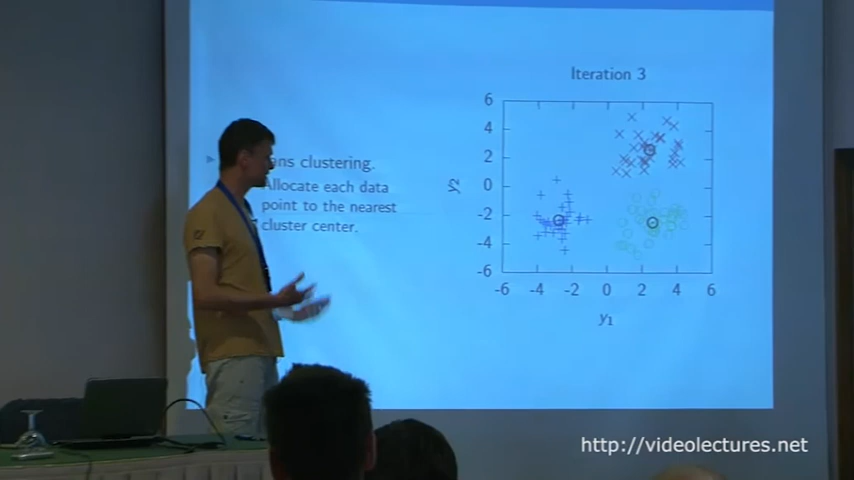 Iteration 3
ans clustering.
Allocate each data
point to the nearest
cluster center.
6
4
2
0
-2
-4
-6
y2
-6 -4 -2 0 2 4 6
y1
http://videolectures.net